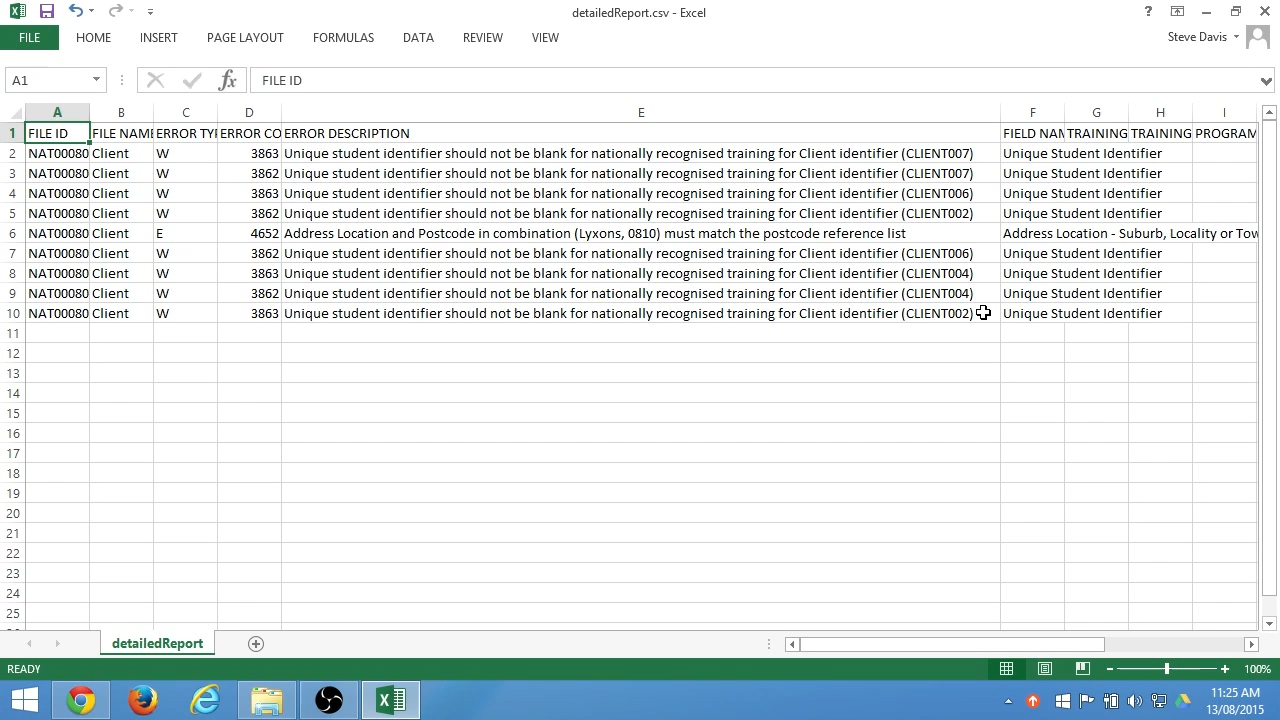 detailedReport.csv - Excel
?
FILE HOME INSERT PAGE LAYOUT FORMULAS DATA REVIEW VIEW Steve Davis
A1 fx FILE ID
A B C D E F G H I
1 FILE ID FILE NAME ERROR TYP ERROR CO ERROR DESCRIPTION FIELD NAM TRAINING TRAINING PROGRAM
2 NAT00080 Client W 3863 Unique student identifier should not be blank for nationally recognised training for Client identifier (CLIENT007) Unique Student Identifier
3 NAT00080 Client W 3862 Unique student identifier should not be blank for nationally recognised training for Client identifier (CLIENT007) Unique Student Identifier
4 NAT00080 Client W 3863 Unique student identifier should not be blank for nationally recognised training for Client identifier (CLIENT006) Unique Student Identifier
5 NAT00080 Client W 3862 Unique student identifier should not be blank for nationally recognised training for Client identifier (CLIENT002) Unique Student Identifier
6 NAT00080 Client E 4652 Address Location and Postcode in combination (Lyxons, 0810) must match the postcode reference list Address Location - Suburb, Locality or Tow
7 NAT00080 Client W 3862 Unique student identifier should not be blank for nationally recognised training for Client identifier (CLIENT006) Unique Student Identifier
8 NAT00080 Client W 3863 Unique student identifier should not be blank for nationally recognised training for Client identifier (CLIENT004) Unique Student Identifier
9 NAT00080 Client W 3862 Unique student identifier should not be blank for nationally recognised training for Client identifier (CLIENT004) Unique Student Identifier
10 NAT00080 Client W 3863 Unique student identifier should not be blank for nationally recognised training for Client identifier (CLIENT002) Unique Student Identifier
11
12
13
14
15
16
17
18
19
20
21
22
23
24
25
detailedReport
READY 100%
11:25 AM
13/08/2015